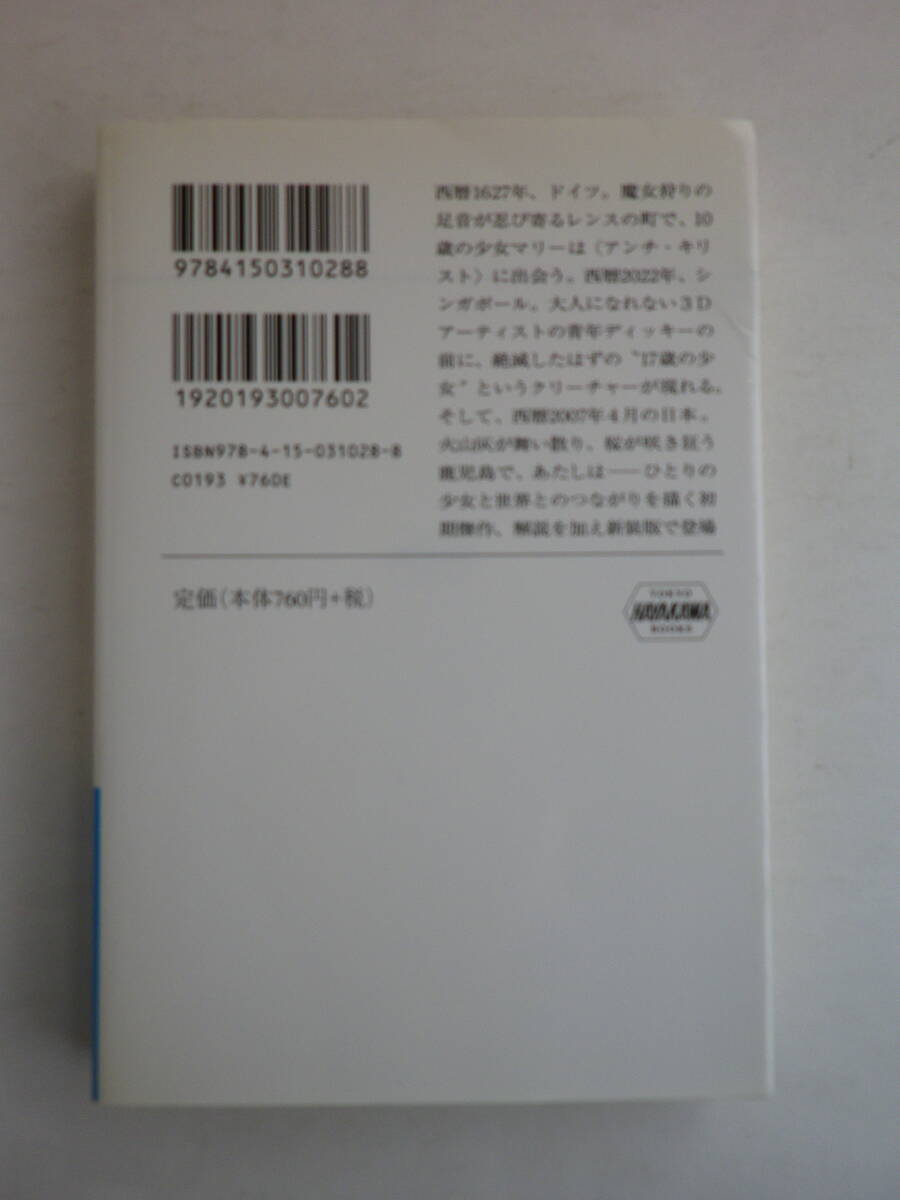 9784150310288
1920193007602
ISBN978-4-15-031028-8
C0193 ¥760E
西暦1627年、ドイツ。魔女狩りの
足音が忍び寄るレンスの町で、10
歳の少女マリーは〈アンチ・キリ
スト〉に出会う。西暦2022年、シ
ンガポール。大人になれない3D
アーティストの青年ディッキーの
前に、絶滅したはずの〝17歳の少
女〟というクリーチャーが現れる。
そして、西暦2007年4月の日本。
火山灰が舞い散り、桜が咲き狂う
鹿児島で、あたしは――ひとりの
少女と世界とのつながりを描く初
期傑作、解説を加え新装版で登場
定価(本体760円+税)
TOKYO
HAYAKAWA
BOOKS